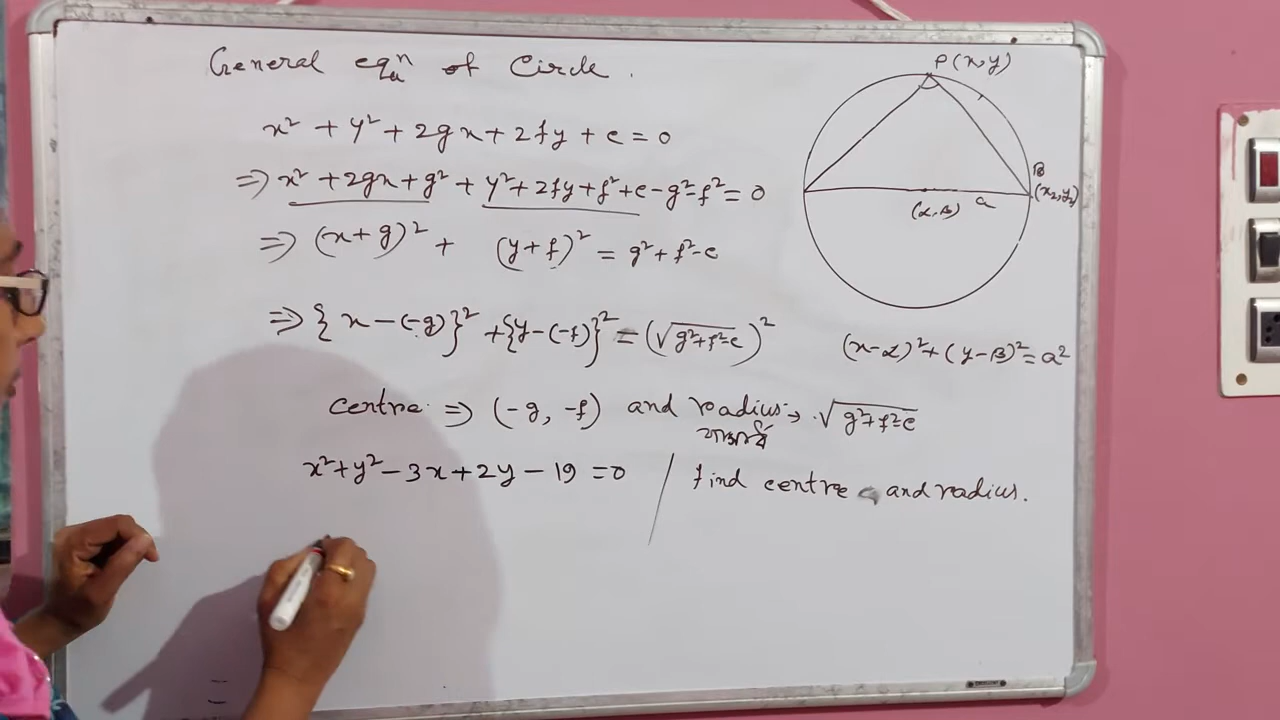 General eqn of Circle.
x² + y² + 2gx + 2fy + c = 0
⇒ x² + 2gx + g² + y² + 2fy + f² + c - g² - f² = 0
⇒ (x+g)² + (y+f)² = g² + f² - c
⇒ {x - (-g)}² + {y - (-f)}² = (√g²+f²-c)²
centre ⇒ (-g, -f) and radius → √g²+f²-c
x² + y² - 3x + 2y - 19 = 0 / find centre and radius.
P(x,y)
B
(x₂,y₂)
(α,β) a
(x-α)² + (y-β)² = a²